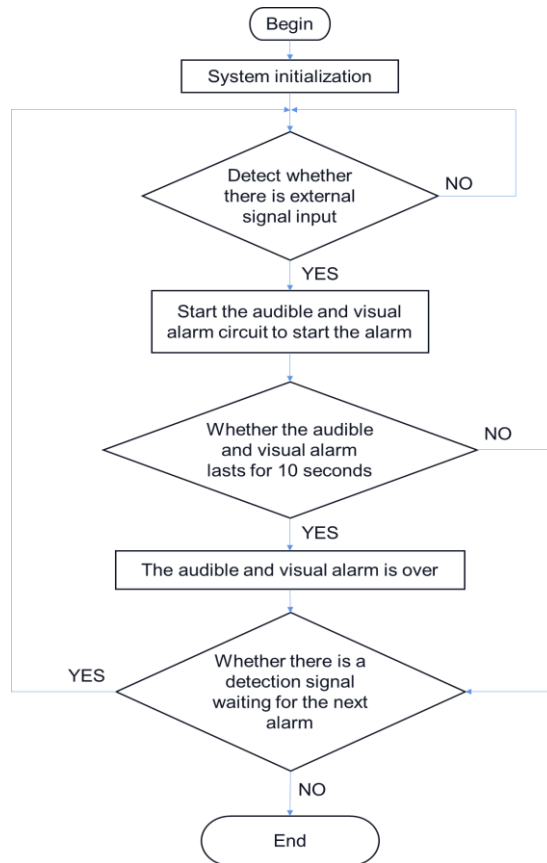 Begin
System initialization
Detect whether
there is external
signal input
NO
YES
Start the audible and visual
alarm circuit to start the alarm
Whether the audible
and visual alarm
lasts for 10 seconds
NO
YES
The audible and visual alarm is over
Whether there is a
detection signal
waiting for the next
alarm
YES
NO
End